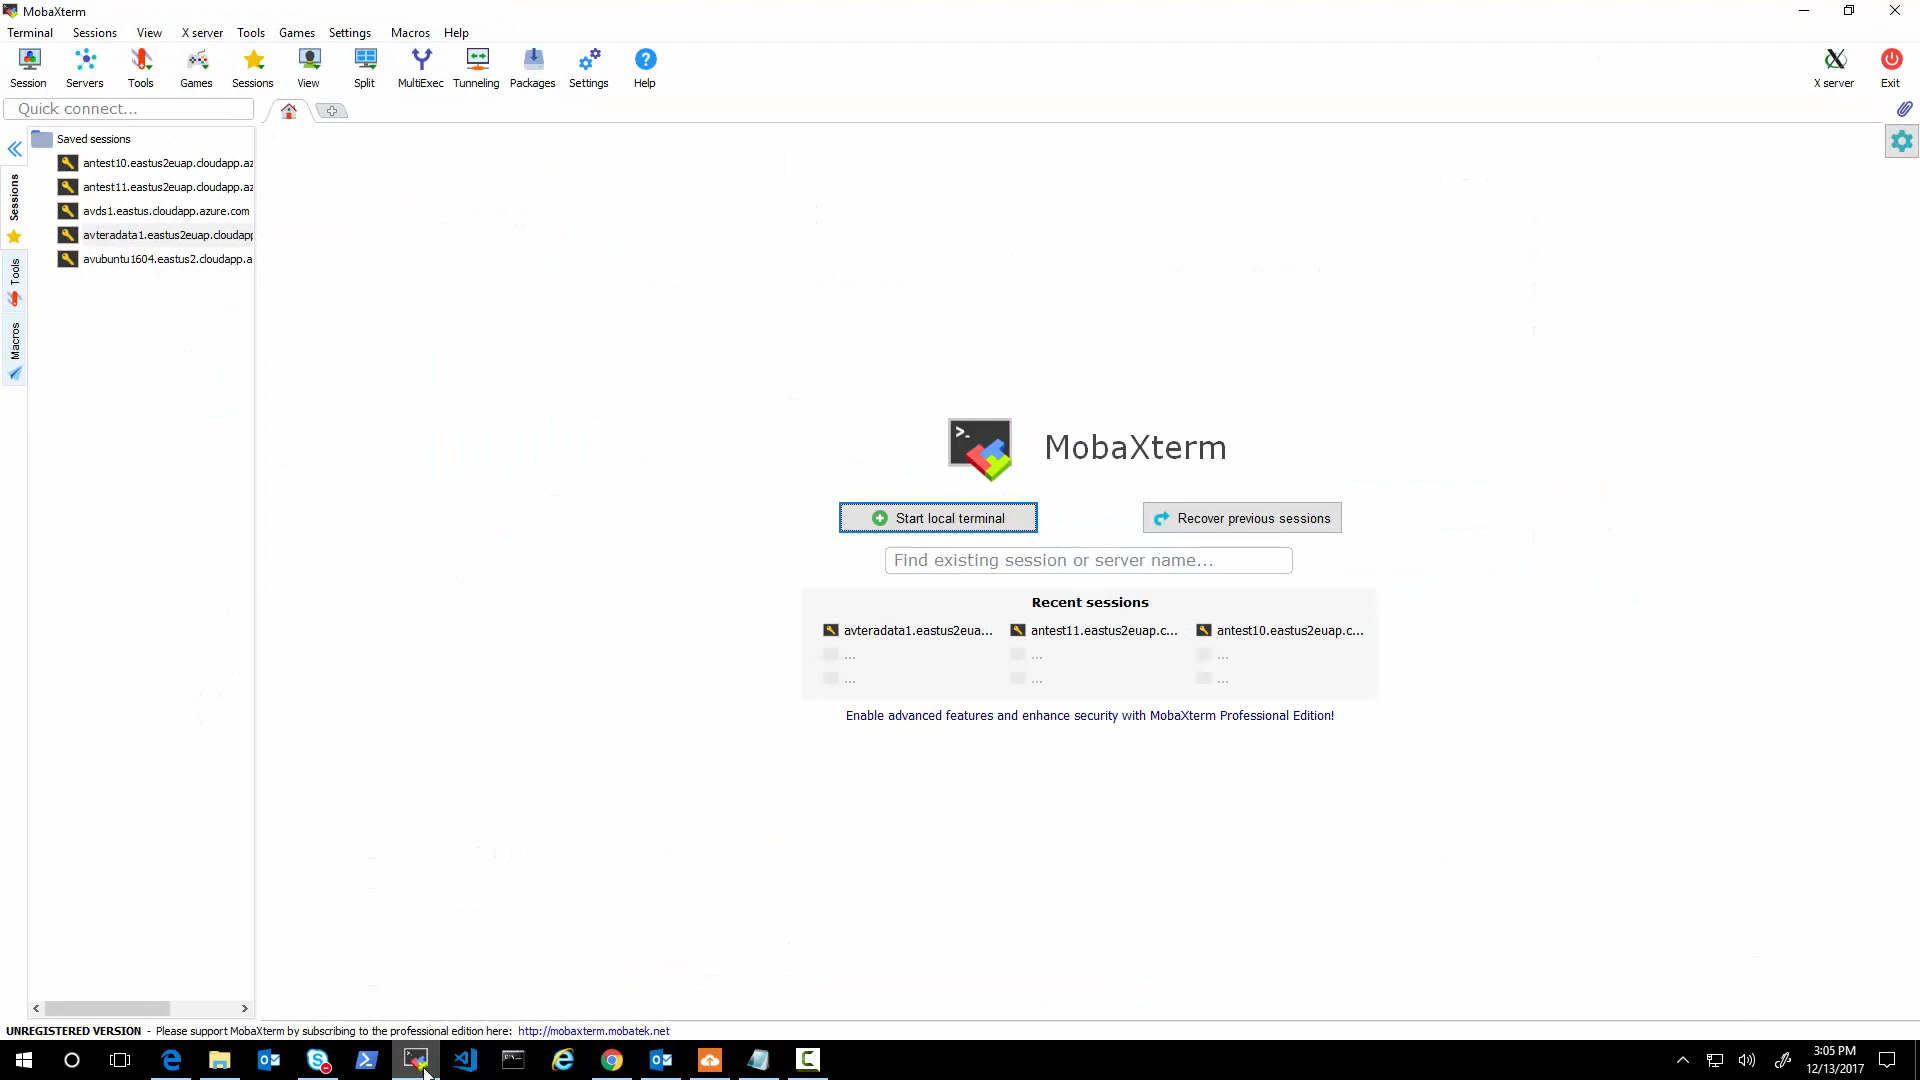 MobaXterm
Terminal Sessions View X server Tools Games Settings Macros Help
Session Servers Tools Games Sessions View Split MultiExec Tunneling Packages Settings Help X server Exit
Quick connect...
Saved sessions
antest10.eastus2euap.cloudapp.az
antest11.eastus2euap.cloudapp.az
avds1.eastus.cloudapp.azure.com
avteradata1.eastus2euap.cloudapp
avubuntu1604.eastus2.cloudapp.a
Sessions
Tools
Macros
MobaXterm
Start local terminal Recover previous sessions
Find existing session or server name...
Recent sessions
avteradata1.eastus2eua... antest11.eastus2euap.c... antest10.eastus2euap.c...
... ... ...
... ... ...
Enable advanced features and enhance security with MobaXterm Professional Edition!
UNREGISTERED VERSION - Please support MobaXterm by subscribing to the professional edition here: http://mobaxterm.mobatek.net
3:05 PM
12/13/2017